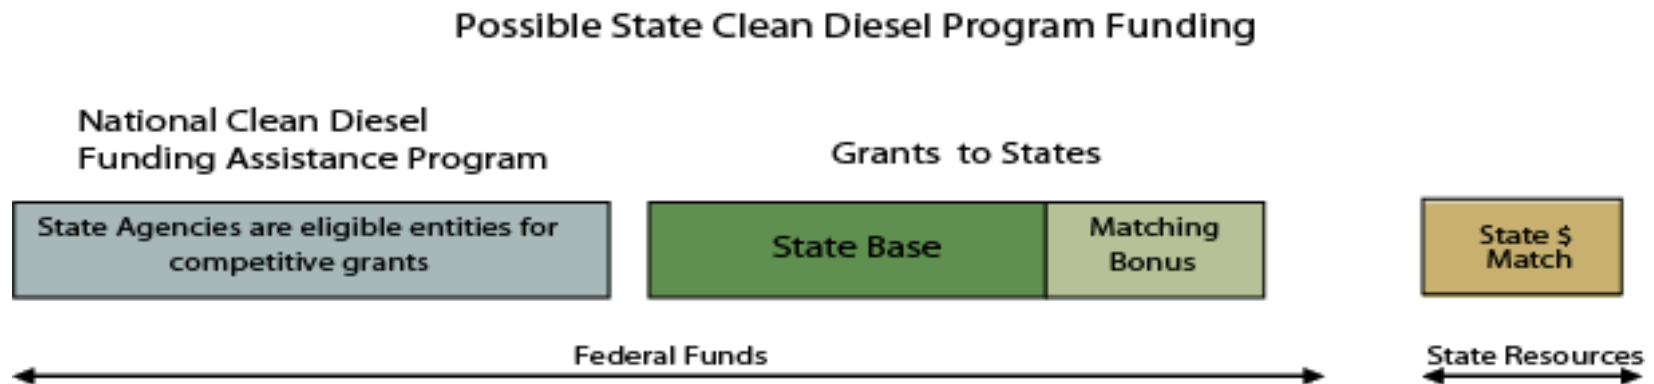 Possible State Clean Diesel Program Funding
National Clean Diesel
Funding Assistance Program
Grants to States
State Agencies are eligible entities for
competitive grants
State Base
Matching
Bonus
State $
Match
Federal Funds
State Resources